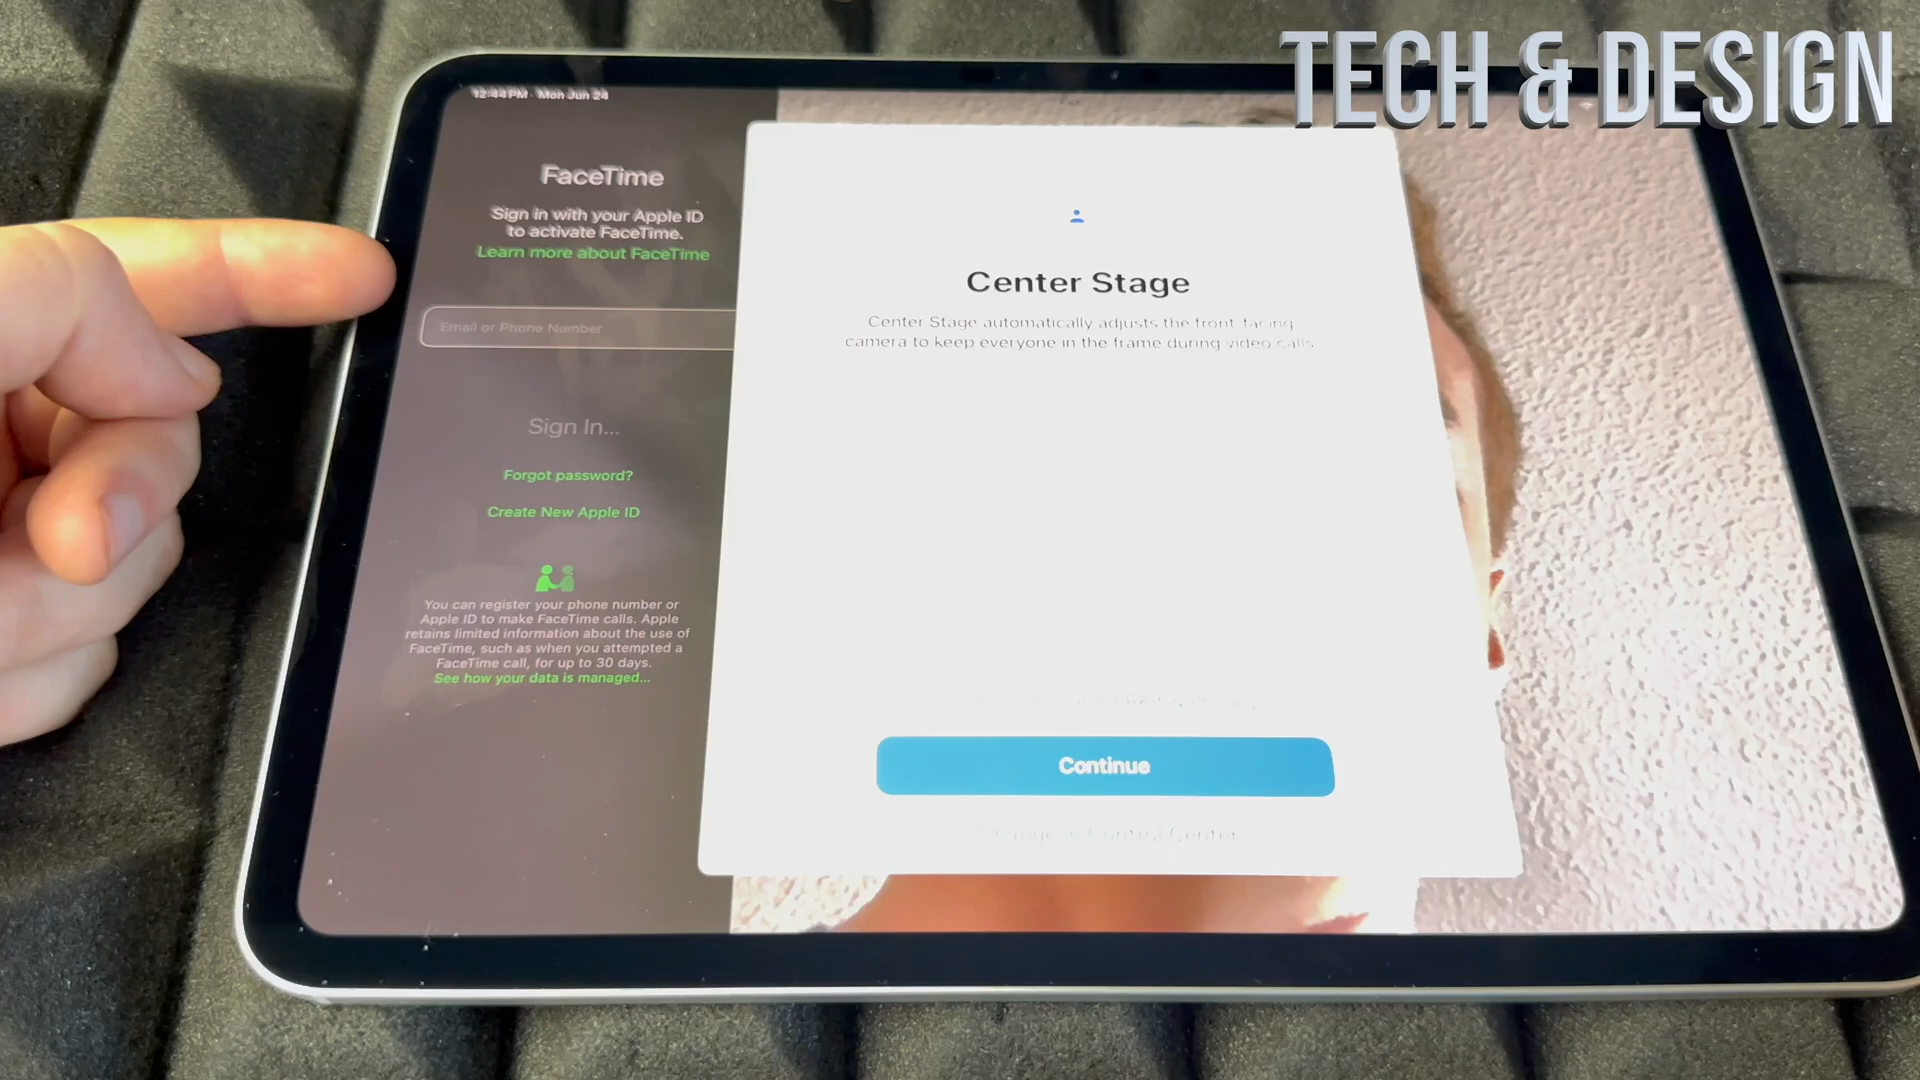 TECH & DESIGN
12:44 PM Mon Jun 24
FaceTime
Sign in with your Apple ID
to activate FaceTime.
Learn more about FaceTime
Email or Phone Number
Sign In...
Forgot password?
Create New Apple ID
You can register your phone number or
Apple ID to make FaceTime calls. Apple
retains limited information about the use of
FaceTime, such as when you attempted a
FaceTime call, for up to 30 days.
See how your data is managed...
Center Stage
Center Stage automatically adjusts the front-facing
camera to keep everyone in the frame during video calls.
Continue
Change in Control Center